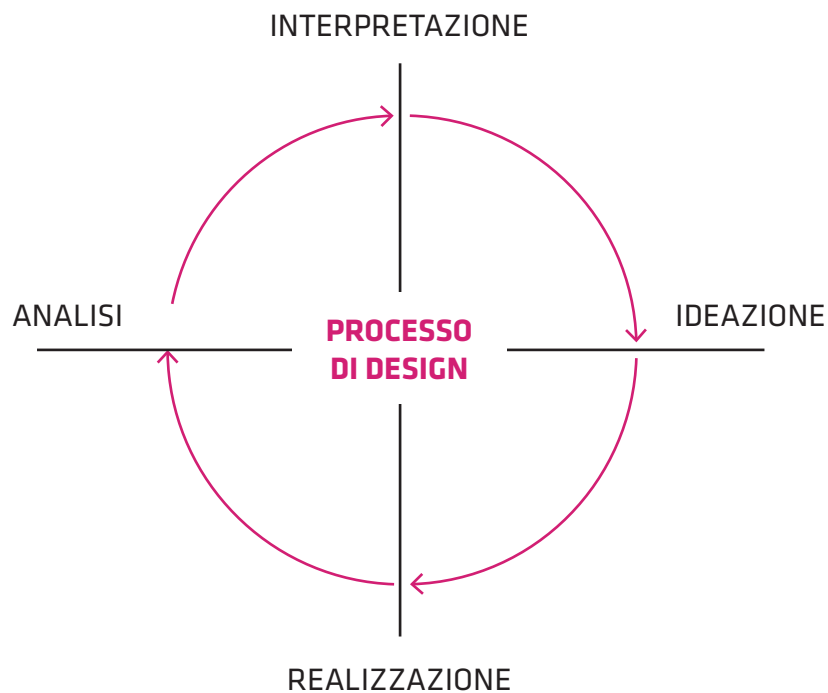 INTERPRETAZIONE
ANALISI
PROCESSO
DI DESIGN
IDEAZIONE
REALIZZAZIONE